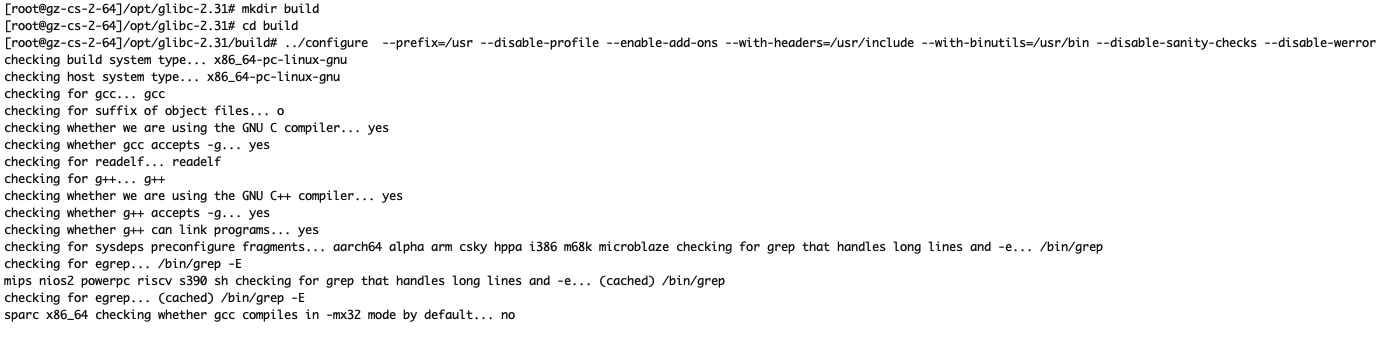 [root@gz-cs-2-64]/opt/glibc-2.31# mkdir build
[root@gz-cs-2-64]/opt/glibc-2.31# cd build
[root@gz-cs-2-64]/opt/glibc-2.31/build# ../configure  --prefix=/usr --disable-profile --enable-add-ons --with-headers=/usr/include --with-binutils=/usr/bin --disable-sanity-checks --disable-werror
checking build system type... x86_64-pc-linux-gnu
checking host system type... x86_64-pc-linux-gnu
checking for gcc... gcc
checking for suffix of object files... o
checking whether we are using the GNU C compiler... yes
checking whether gcc accepts -g... yes
checking for readelf... readelf
checking for g++... g++
checking whether we are using the GNU C++ compiler... yes
checking whether g++ accepts -g... yes
checking whether g++ can link programs... yes
checking for sysdeps preconfigure fragments... aarch64 alpha arm csky hppa i386 m68k microblaze checking for grep that handles long lines and -e... /bin/grep
checking for egrep... /bin/grep -E
mips nios2 powerpc riscv s390 sh checking for grep that handles long lines and -e... (cached) /bin/grep
checking for egrep... (cached) /bin/grep -E
sparc x86_64 checking whether gcc compiles in -mx32 mode by default... no